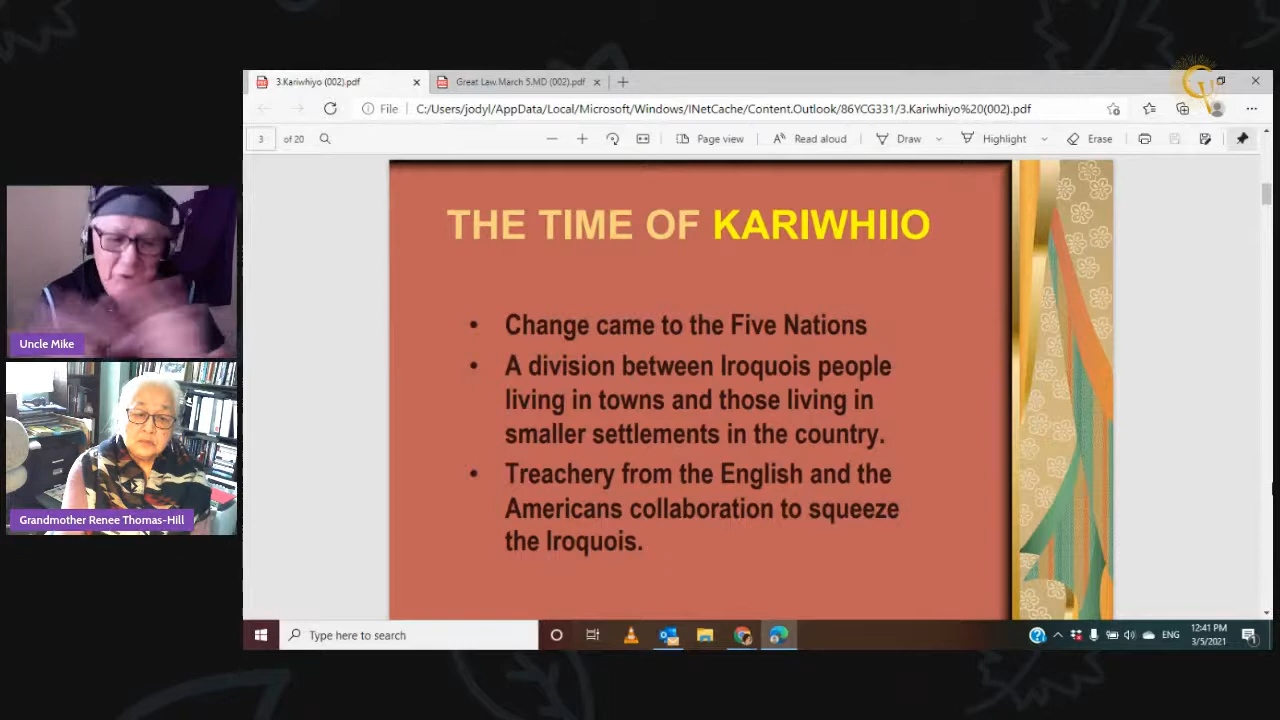 3.Kariwhiyo (002).pdf
Great Law.March 5.MD (002).pdf
File
C:/Users/jodyl/AppData/Local/Microsoft/Windows/INetCache/Content.Outlook/86YCG331/3.Kariwhiyo%20(002).pdf
3 of 20
Page view
Read aloud
Draw
Highlight
Erase
THE TIME OF KARIWHIIO
• Change came to the Five Nations
• A division between Iroquois people
living in towns and those living in
smaller settlements in the country.
• Treachery from the English and the
Americans collaboration to squeeze
the Iroquois.
Uncle Mike
Grandmother Renee Thomas-Hill
Type here to search
ENG
12:41 PM
3/5/2021